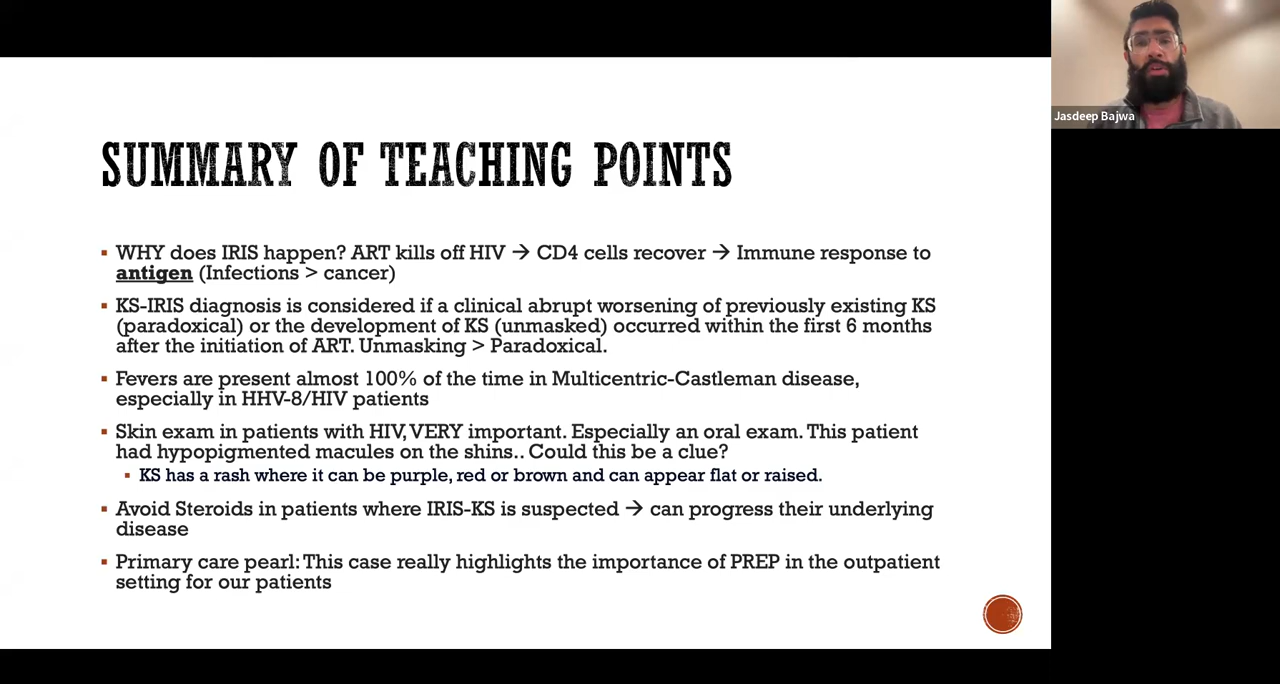 Jasdeep Bajwa
SUMMARY OF TEACHING POINTS
▪ WHY does IRIS happen? ART kills off HIV → CD4 cells recover → Immune response to
antigen (Infections > cancer)
▪ KS-IRIS diagnosis is considered if a clinical abrupt worsening of previously existing KS
(paradoxical) or the development of KS (unmasked) occurred within the first 6 months
after the initiation of ART. Unmasking > Paradoxical.
▪ Fevers are present almost 100% of the time in Multicentric-Castleman disease,
especially in HHV-8/HIV patients
▪ Skin exam in patients with HIV, VERY important. Especially an oral exam. This patient
had hypopigmented macules on the shins.. Could this be a clue?
▪ KS has a rash where it can be purple, red or brown and can appear flat or raised.
▪ Avoid Steroids in patients where IRIS-KS is suspected → can progress their underlying
disease
▪ Primary care pearl: This case really highlights the importance of PREP in the outpatient
setting for our patients